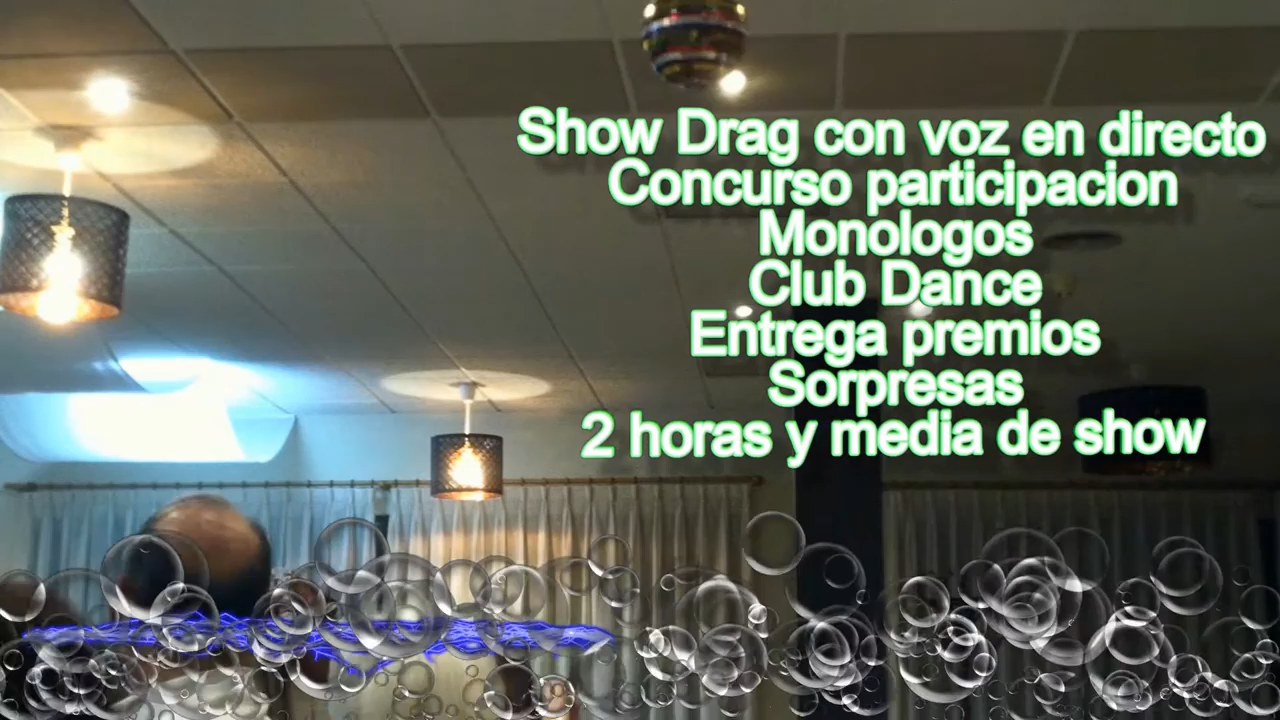 Show Drag con voz en directo
Concurso participacion
Monologos
Club Dance
Entrega premios
Sorpresas
2 horas y media de show